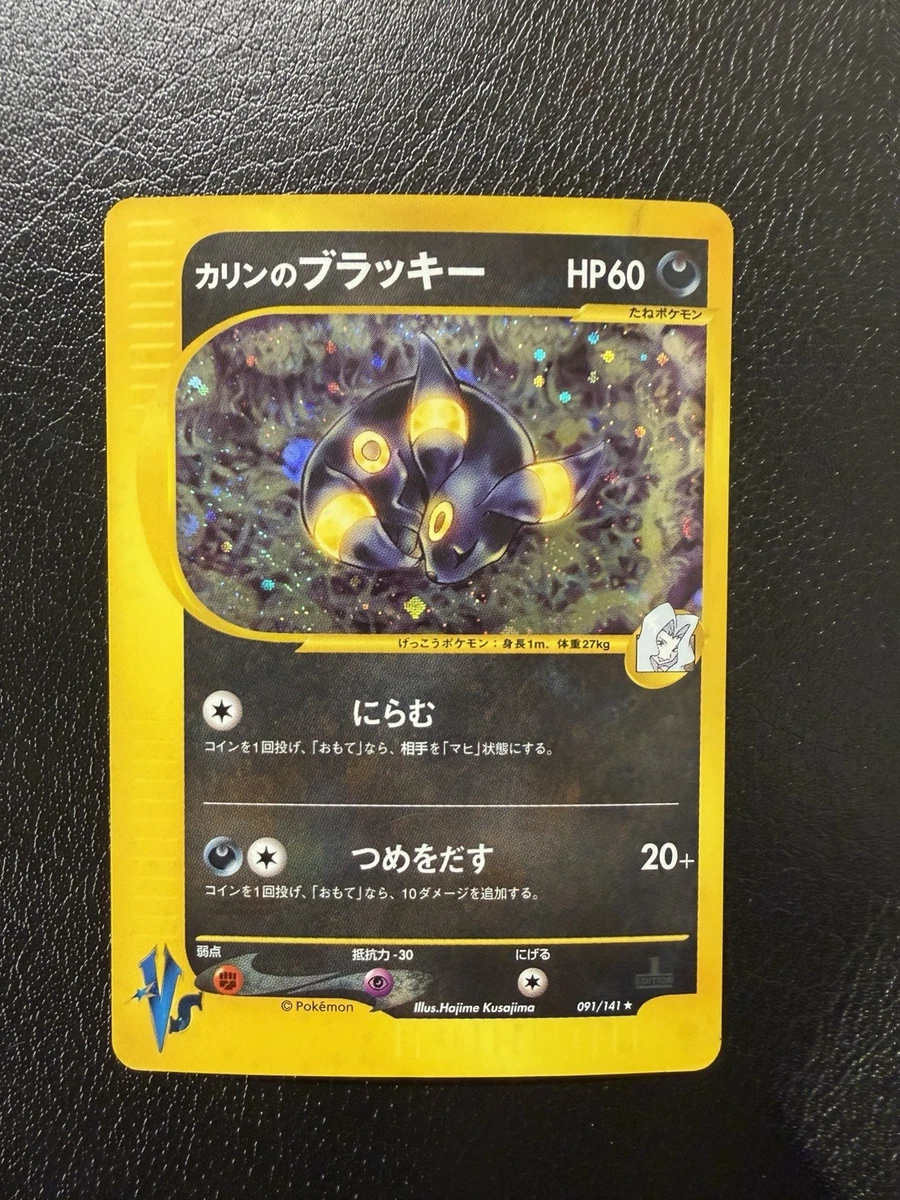 カリンのブラッキー HP60
たねポケモン
げっこうポケモン：身長1m、体重27kg
にらむ
コインを1回投げ、「おもて」なら、相手を「マヒ」状態にする。
つめをだす 20+
コインを1回投げ、「おもて」なら、10ダメージを追加する。
弱点 抵抗力-30 にげる
1
EDITION
©Pokémon Illus.Hajime Kusajima 091/141★
VS